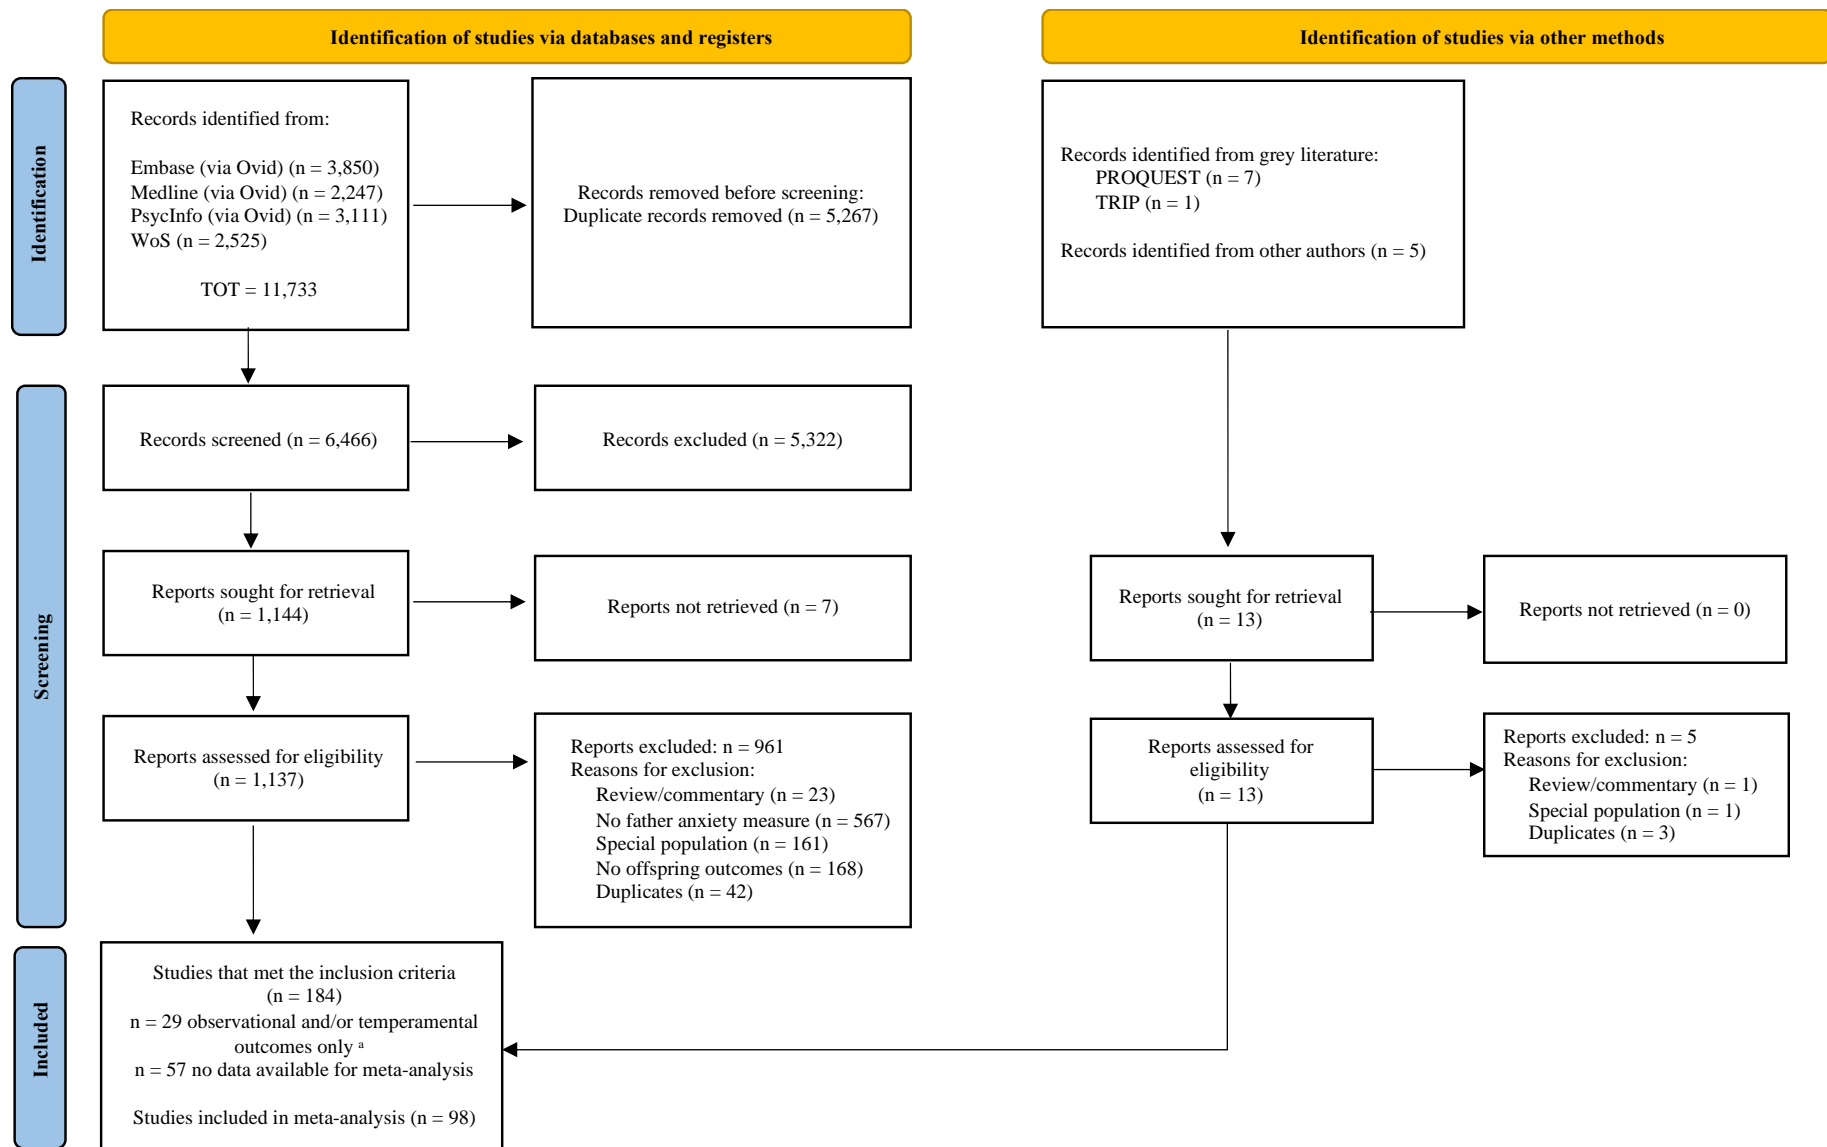 Identification of studies via databases and registers
Identification of studies via other methods
Identification
Records identified from:
Embase (via Ovid) (n = 3,850)
Medline (via Ovid) (n = 2,247)
PsycInfo (via Ovid) (n = 3,111)
WoS (n = 2,525)
TOT = 11,733
Records removed before screening:
Duplicate records removed (n = 5,267)
Records identified from grey literature:
PROQUEST (n = 7)
TRIP (n = 1)
Records identified from other authors (n = 5)
Screening
Records screened (n = 6,466)
Records excluded (n = 5,322)
Reports sought for retrieval
(n = 1,144)
Reports not retrieved (n = 7)
Reports sought for retrieval
(n = 13)
Reports not retrieved (n = 0)
Reports assessed for eligibility
(n = 1,137)
Reports excluded: n = 961
Reasons for exclusion:
Review/commentary (n = 23)
No father anxiety measure (n = 567)
Special population (n = 161)
No offspring outcomes (n = 168)
Duplicates (n = 42)
Reports assessed for
eligibility
(n = 13)
Reports excluded: n = 5
Reasons for exclusion:
Review/commentary (n = 1)
Special population (n = 1)
Duplicates (n = 3)
Included
Studies that met the inclusion criteria
(n = 184)
n = 29 observational and/or temperamental
outcomes only ᵃ
n = 57 no data available for meta-analysis
Studies included in meta-analysis (n = 98)